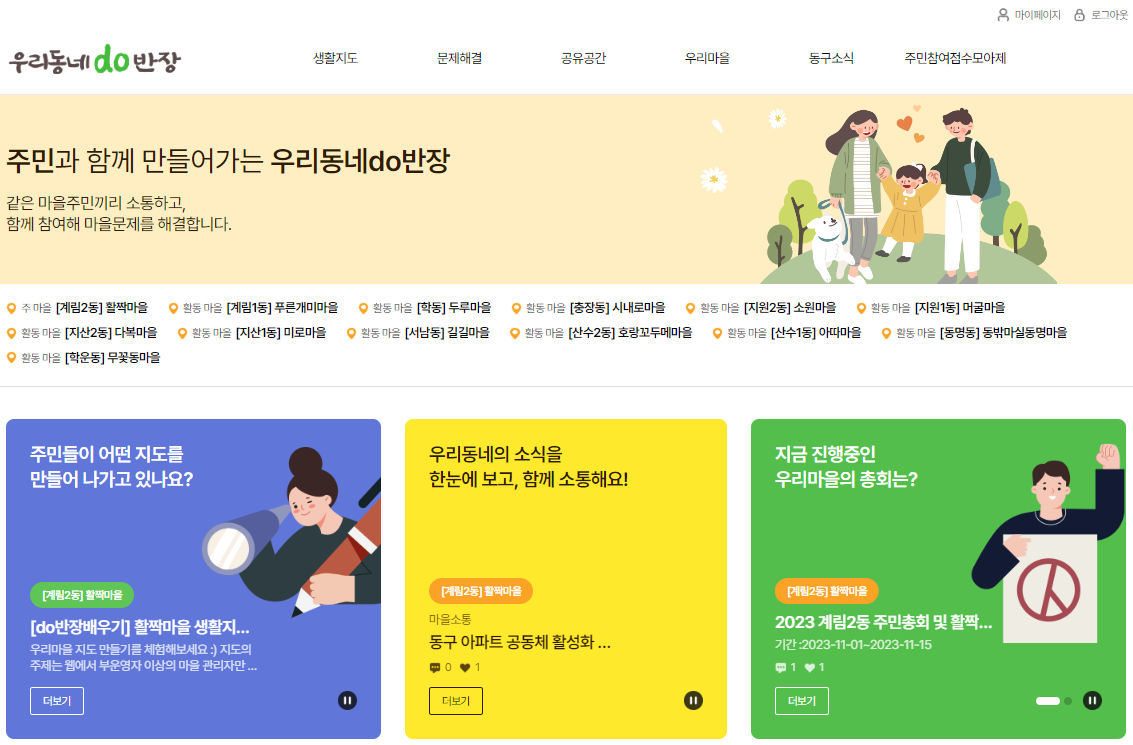 마이페이지 로그아웃
우리동네 do 반장
생활지도 문제해결 공유공간 우리마을 동구소식 주민참여점수모아제
주민과 함께 만들어가는 우리동네do반장
같은 마을주민끼리 소통하고,
함께 참여해 마을문제를 해결합니다.
주 마을 [계림2동] 활짝마을 활동 마을 [계림1동] 푸른개미마을 활동 마을 [학동] 두루마을 활동 마을 [충장동] 시내로마을 활동 마을 [지원2동] 소원마을 활동 마을 [지원1동] 머굴마을
활동 마을 [지산2동] 다복마을 활동 마을 [지산1동] 미로마을 활동 마을 [서남동] 길길마을 활동 마을 [산수2동] 호랑꼬두메마을 활동 마을 [산수1동] 아따마을 활동 마을 [동명동] 동밖마실동명마을
활동 마을 [학운동] 무꽃동마을
주민들이 어떤 지도를
만들어 나가고 있나요?
[계림2동] 활짝마을
[do반장배우기] 활짝마을 생활지...
우리마을 지도 만들기를 체험해보세요 :) 지도의
주제는 웹에서 부운영자 이상의 마을 관리자만 ...
더보기
우리동네의 소식을
한눈에 보고, 함께 소통해요!
[계림2동] 활짝마을
마을소통
동구 아파트 공동체 활성화 ...
0 1
더보기
지금 진행중인
우리마을의 총회는?
[계림2동] 활짝마을
2023 계림2동 주민총회 및 활짝...
기간 :2023-11-01~2023-11-15
1 1
더보기